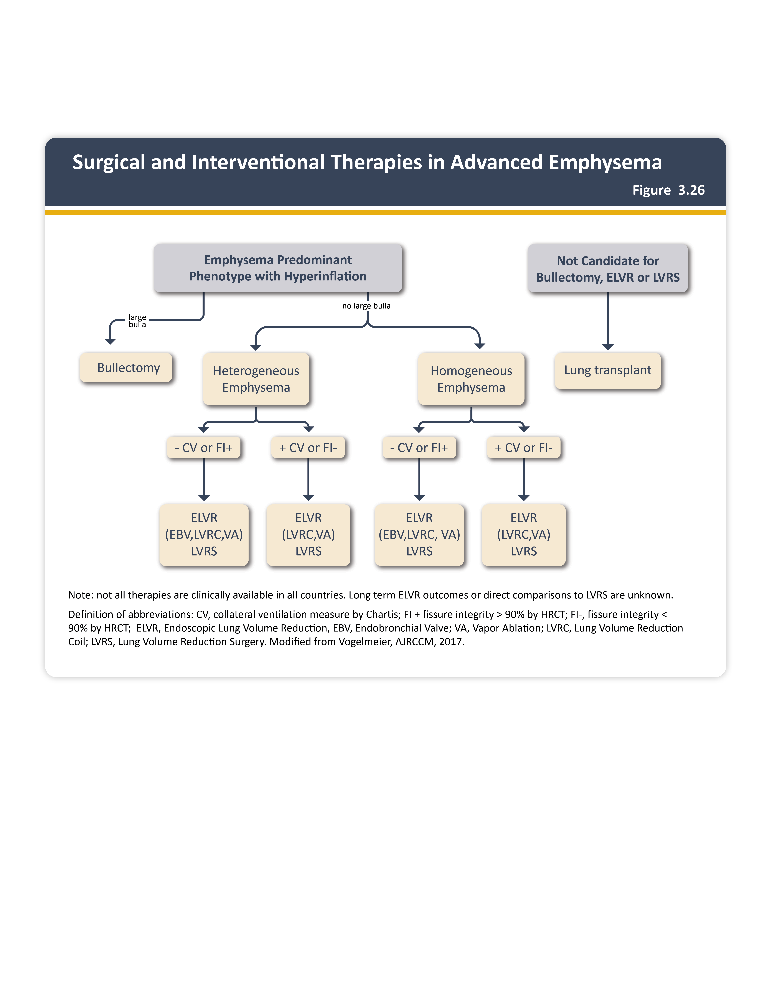 Surgical and Interventional Therapies in Advanced Emphysema
Figure 3.26
Emphysema Predominant
Phenotype with Hyperinflation
Not Candidate for
Bullectomy, ELVR or LVRS
large
bulla
no large bulla
Bullectomy
Heterogeneous
Emphysema
Homogeneous
Emphysema
Lung transplant
- CV or FI+
+ CV or FI-
- CV or FI+
+ CV or FI-
ELVR
(EBV,LVRC,VA)
LVRS
ELVR
(LVRC,VA)
LVRS
ELVR
(EBV,LVRC, VA)
LVRS
ELVR
(LVRC,VA)
LVRS
Note: not all therapies are clinically available in all countries. Long term ELVR outcomes or direct comparisons to LVRS are unknown.
Definition of abbreviations: CV, collateral ventilation measure by Chartis; FI + fissure integrity > 90% by HRCT; FI-, fissure integrity <
90% by HRCT; ELVR, Endoscopic Lung Volume Reduction, EBV, Endobronchial Valve; VA, Vapor Ablation; LVRC, Lung Volume Reduction
Coil; LVRS, Lung Volume Reduction Surgery. Modified from Vogelmeier, AJRCCM, 2017.